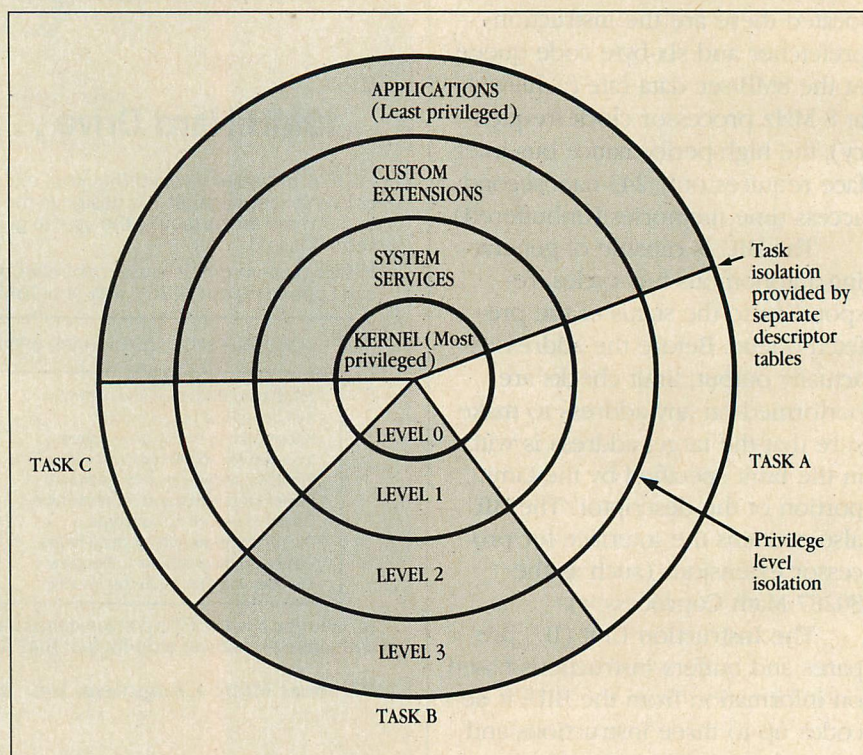 APPLICATIONS
(Least privileged)
CUSTOM
EXTENSIONS
SYSTEM
SERVICES
KERNEL (Most
privileged)
LEVEL 0
LEVEL 1
LEVEL 2
LEVEL 3
TASK C
TASK B
TASK A
Task
isolation
provided by
separate
descriptor
tables
Privilege
level
isolation